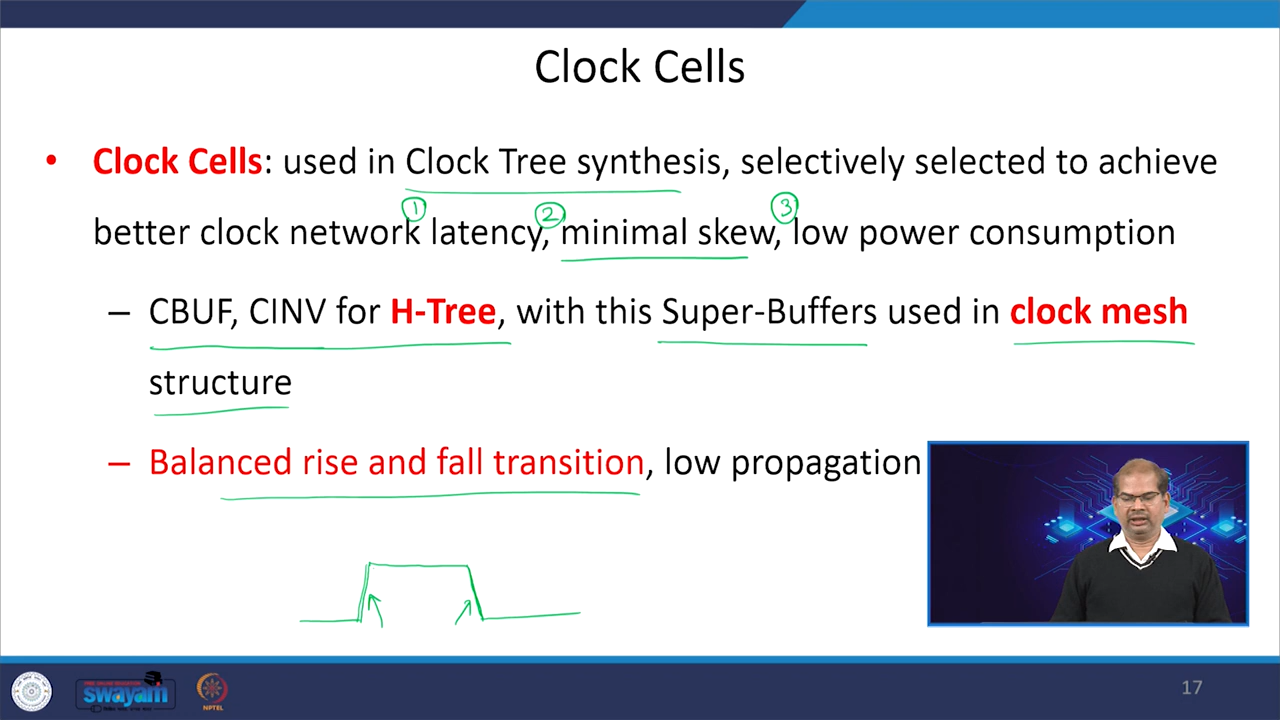 Clock Cells
• Clock Cells: used in Clock Tree synthesis, selectively selected to achieve
① ② ③
better clock network latency, minimal skew, low power consumption
– CBUF, CINV for H-Tree, with this Super-Buffers used in clock mesh
structure
– Balanced rise and fall transition, low propagation
swayam
NPTEL
17